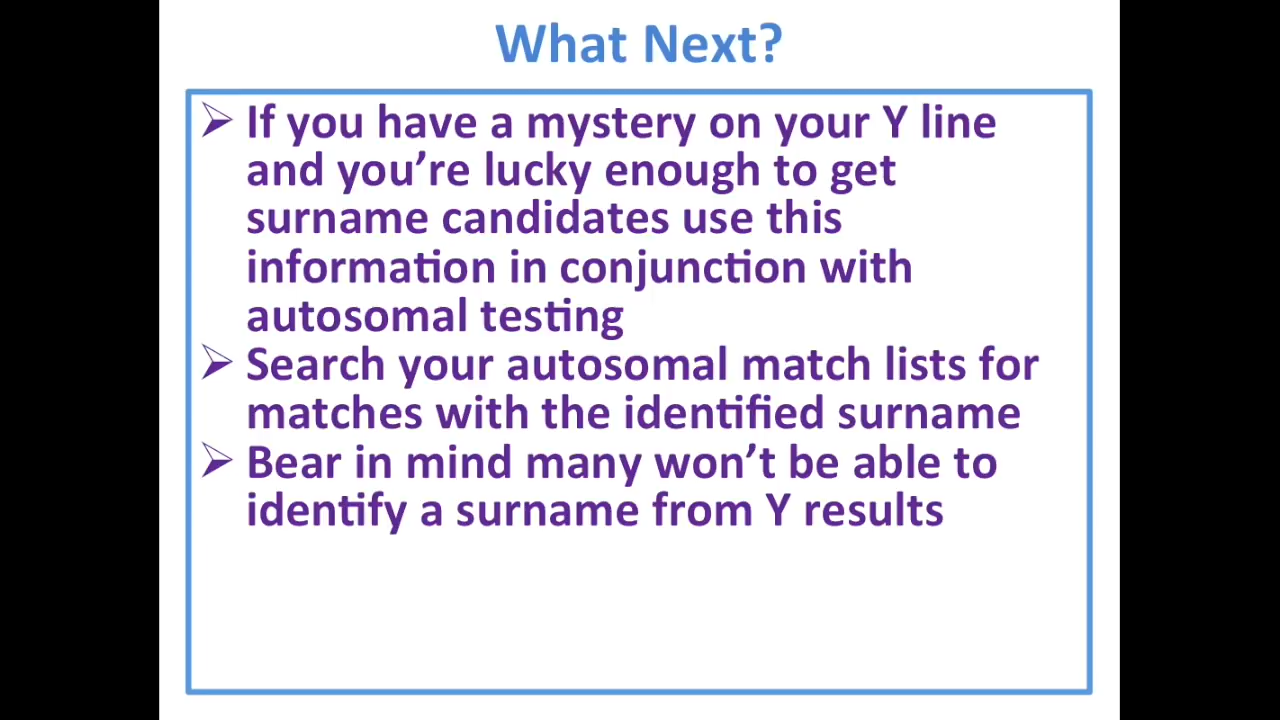 What Next?
➢ If you have a mystery on your Y line
and you’re lucky enough to get
surname candidates use this
information in conjunction with
autosomal testing
➢ Search your autosomal match lists for
matches with the identified surname
➢ Bear in mind many won’t be able to
identify a surname from Y results